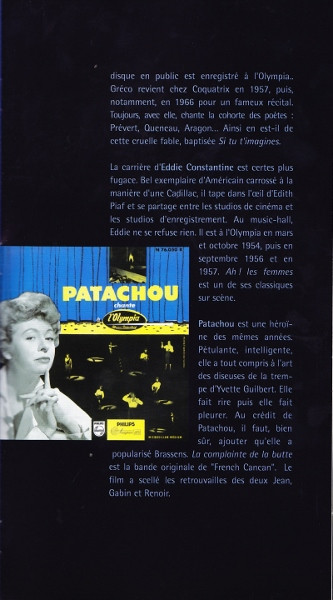 disque en public est enregistré à l'Olympia..
Gréco revient chez Coquatrix en 1957, puis,
notamment, en 1966 pour un fameux récital.
Toujours, avec elle, chante la cohorte des poètes :
Prévert, Queneau, Aragon... Ainsi en est-il de
cette cruelle fable, baptisée Si tu t'imagines.
La carrière d'Eddie Constantine est certes plus
fugace. Bel exemplaire d'Américain carrossé à la
manière d'une Cadillac, il tape dans l'œil d'Edith
Piaf et se partage entre les studios de cinéma et
les studios d'enregistrement. Au music-hall,
Eddie ne se refuse rien. Il est à l'Olympia en mars
et octobre 1954, puis en
septembre 1956 et en
1957. Ah ! les femmes
est un de ses classiques
sur scène.
PATACHOU
chante
à l'Olympia
PHILIPS
Patachou est une héroï-
ne des mêmes années.
Pétulante, intelligente,
elle a tout compris à l'art
des diseuses de la trem-
pe d'Yvette Guilbert. Elle
fait rire puis elle fait
pleurer. Au crédit de
Patachou, il faut, bien
sûr, ajouter qu'elle a
popularisé Brassens. La complainte de la butte
est la bande originale de "French Cancan". Le
film a scellé les retrouvailles des deux Jean,
Gabin et Renoir.